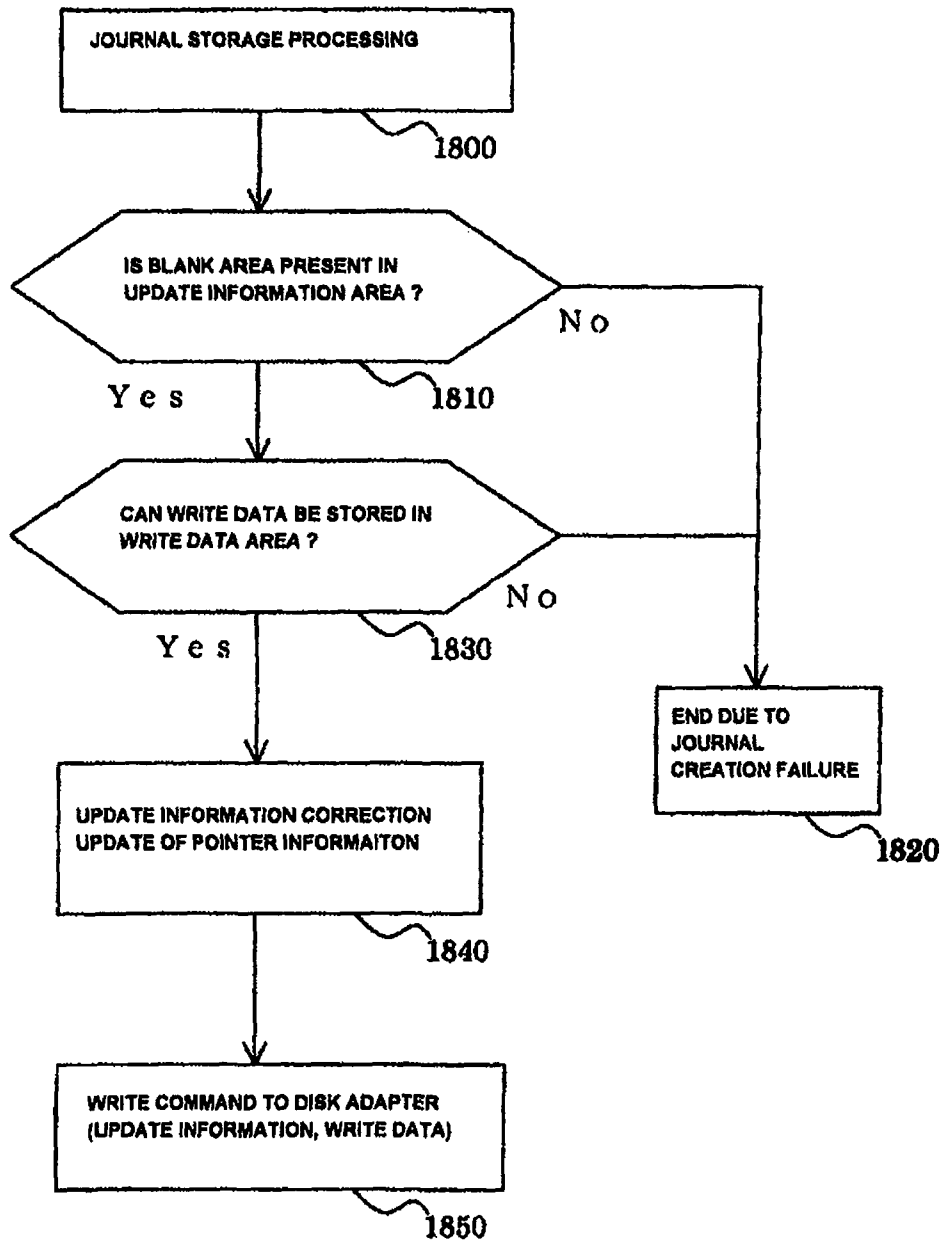 JOURNAL STORAGE PROCESSING
1800
IS BLANK AREA PRESENT IN
UPDATE INFORMATION AREA ?
No
Yes
1810
CAN WRITE DATA BE STORED IN
WRITE DATA AREA ?
No
Yes
1830
END DUE TO
JOURNAL
CREATION FAILURE
1820
UPDATE INFORMATION CORRECTION
UPDATE OF POINTER INFORMAITON
1840
WRITE COMMAND TO DISK ADAPTER
(UPDATE INFORMATION, WRITE DATA)
1850